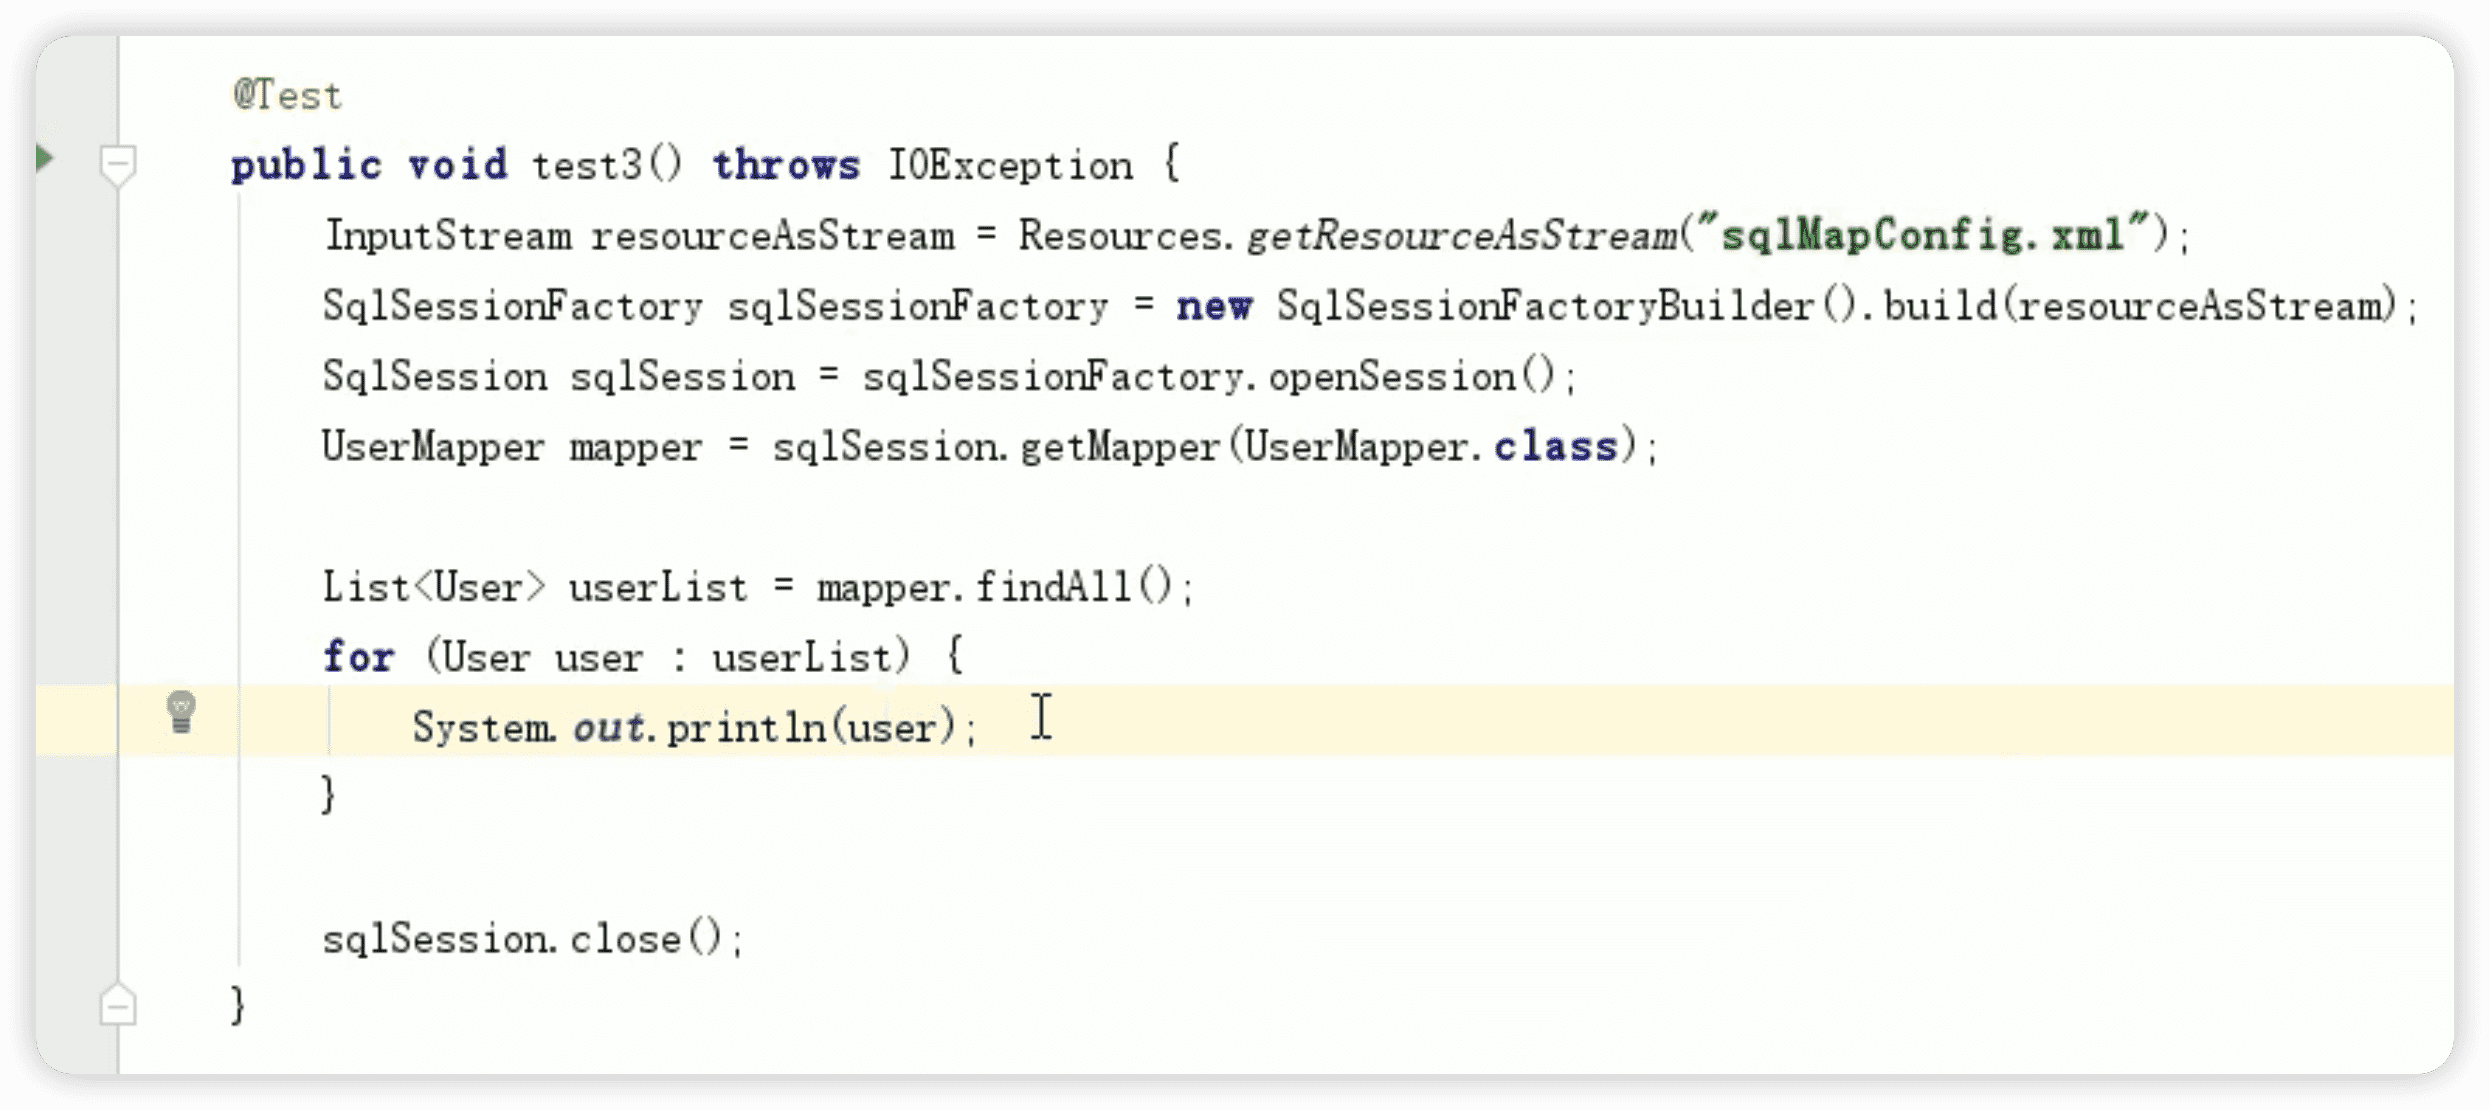 @Test
public void test3() throws IOException {
InputStream resourceAsStream = Resources.getResourceAsStream("sqlMapConfig.xml");
SqlSessionFactory sqlSessionFactory = new SqlSessionFactoryBuilder().build(resourceAsStream);
SqlSession sqlSession = sqlSessionFactory.openSession();
UserMapper mapper = sqlSession.getMapper(UserMapper.class);
List<User> userList = mapper.findAll();
for (User user : userList) {
System.out.println(user);
}
sqlSession.close();
}